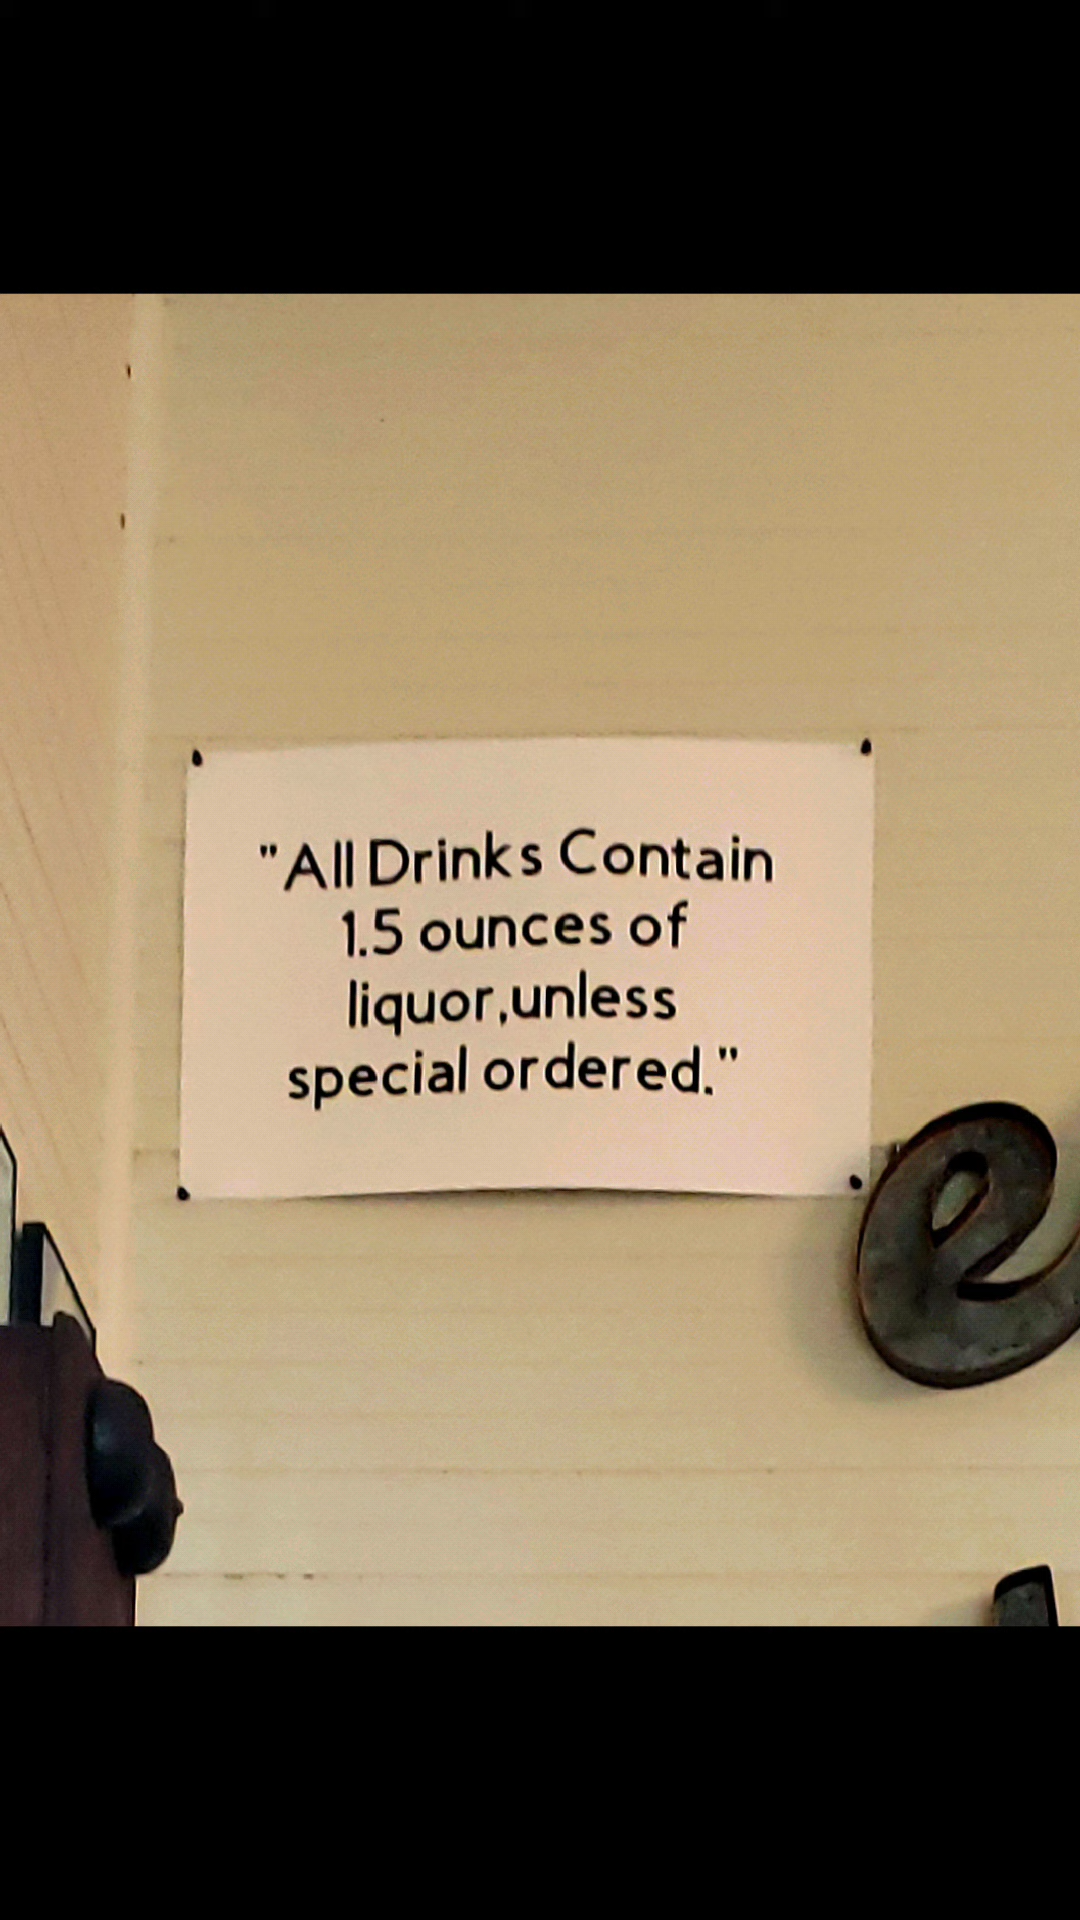 "All Drinks Contain
1.5 ounces of
liquor,unless
special ordered."
e